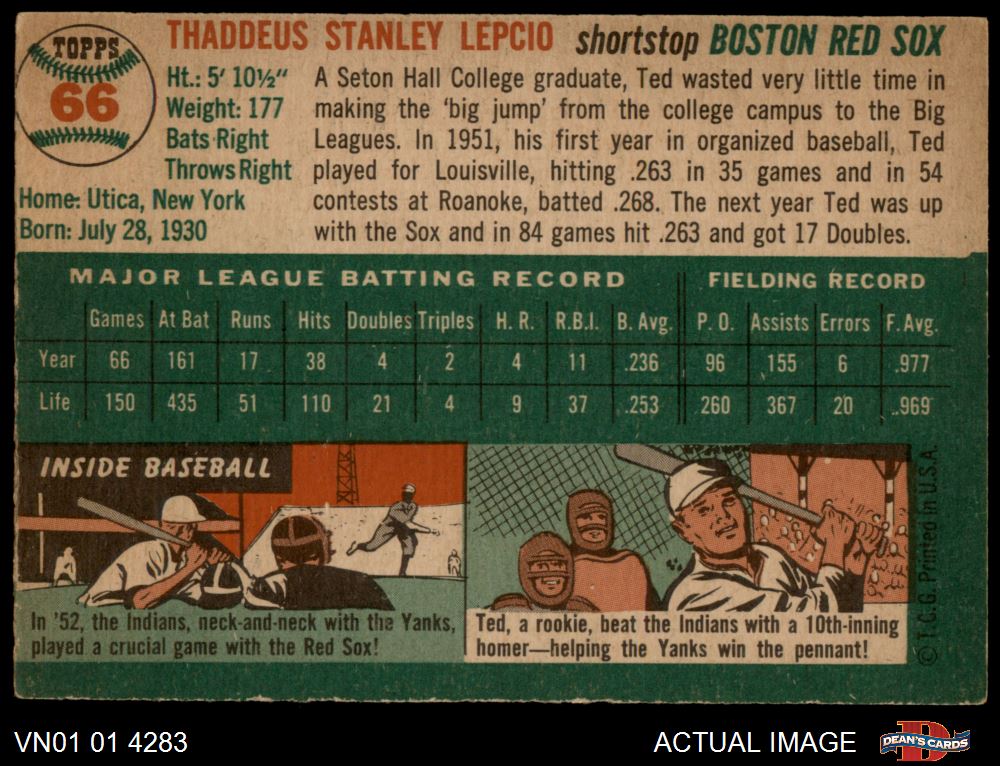 TOPPS
66
THADDEUS STANLEY LEPCIO shortstop BOSTON RED SOX
Ht.: 5' 10½"
Weight: 177
Bats Right
Throws Right
Home: Utica, New York
Born: July 28, 1930
A Seton Hall College graduate, Ted wasted very little time in
making the 'big jump' from the college campus to the Big
Leagues. In 1951, his first year in organized baseball, Ted
played for Louisville, hitting .263 in 35 games and in 54
contests at Roanoke, batted .268. The next year Ted was up
with the Sox and in 84 games hit .263 and got 17 Doubles.
MAJOR LEAGUE BATTING RECORD FIELDING RECORD
Games At Bat Runs Hits Doubles Triples H. R. R.B.I. B. Avg. P. O. Assists Errors F. Avg.
Year 66 161 17 38 4 2 4 11 .236 96 155 6 .977
Life 150 435 51 110 21 4 9 37 .253 260 367 20 .969
INSIDE BASEBALL
In '52, the Indians, neck-and-neck with the Yanks,
played a crucial game with the Red Sox!
Ted, a rookie, beat the Indians with a 10th-inning
homer—helping the Yanks win the pennant!
© T.C.G. Printed in U.S.A.
VN01 01 4283
ACTUAL IMAGE
DEAN'S CARDS